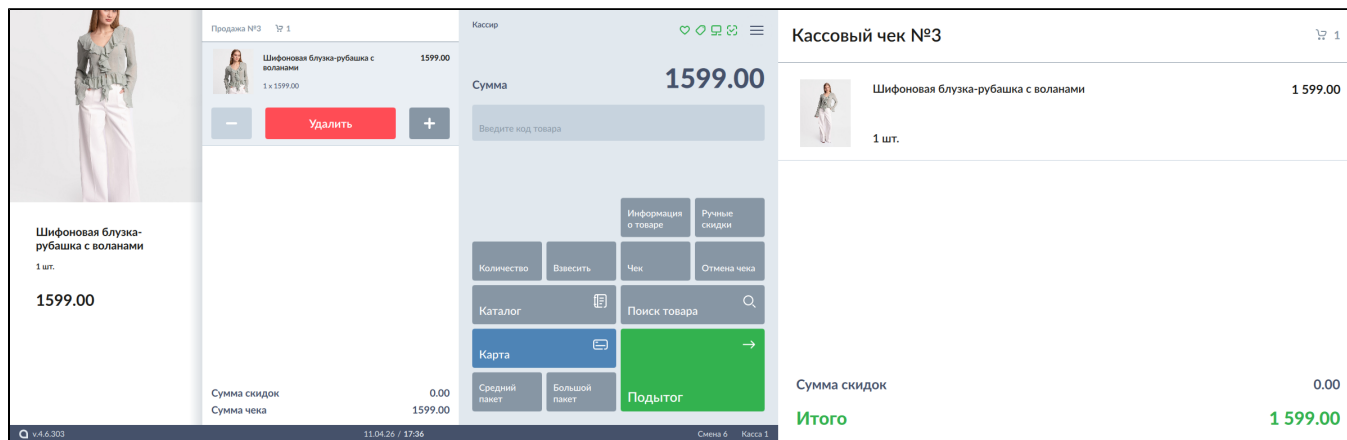 Шифоновая блузка-
рубашка с воланами
1 шт.
1599.00
v.4.6.303
Продажа №3 1
Шифоновая блузка-рубашка с 1599.00
воланами
1 x 1599.00
− Удалить +
Сумма скидок 0.00
Сумма чека 1599.00
11.04.26 / 17:36
Кассир
Сумма 1599.00
Введите код товара
Информация
о товаре
Ручные
скидки
Количество
Взвесить
Чек
Отмена чека
Каталог
Поиск товара
Карта
Средний
пакет
Большой
пакет
Подытог
Смена 6 Касса 1
Кассовый чек №3 1
Шифоновая блузка-рубашка с воланами 1 599.00
1 шт.
Сумма скидок 0.00
Итого 1 599.00